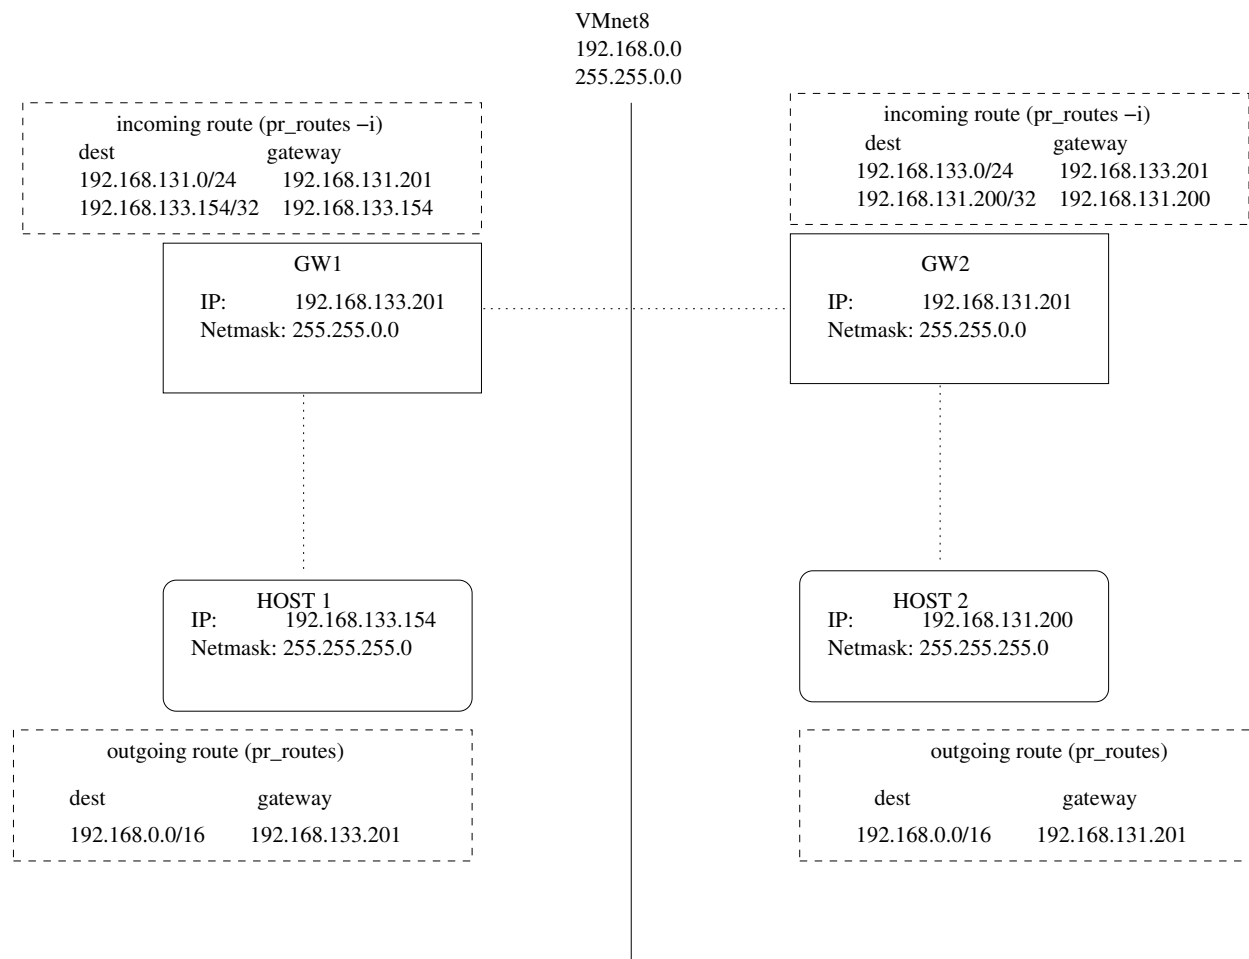 VMnet8
192.168.0.0
255.255.0.0
incoming route (pr_routes −i)
dest gateway
192.168.131.0/24 192.168.131.201
192.168.133.154/32 192.168.133.154
GW1
IP: 192.168.133.201
Netmask: 255.255.0.0
HOST 1
IP: 192.168.133.154
Netmask: 255.255.255.0
outgoing route (pr_routes)
dest gateway
192.168.0.0/16 192.168.133.201
incoming route (pr_routes −i)
dest gateway
192.168.133.0/24 192.168.133.201
192.168.131.200/32 192.168.131.200
GW2
IP: 192.168.131.201
Netmask: 255.255.0.0
HOST 2
IP: 192.168.131.200
Netmask: 255.255.255.0
outgoing route (pr_routes)
dest gateway
192.168.0.0/16 192.168.131.201